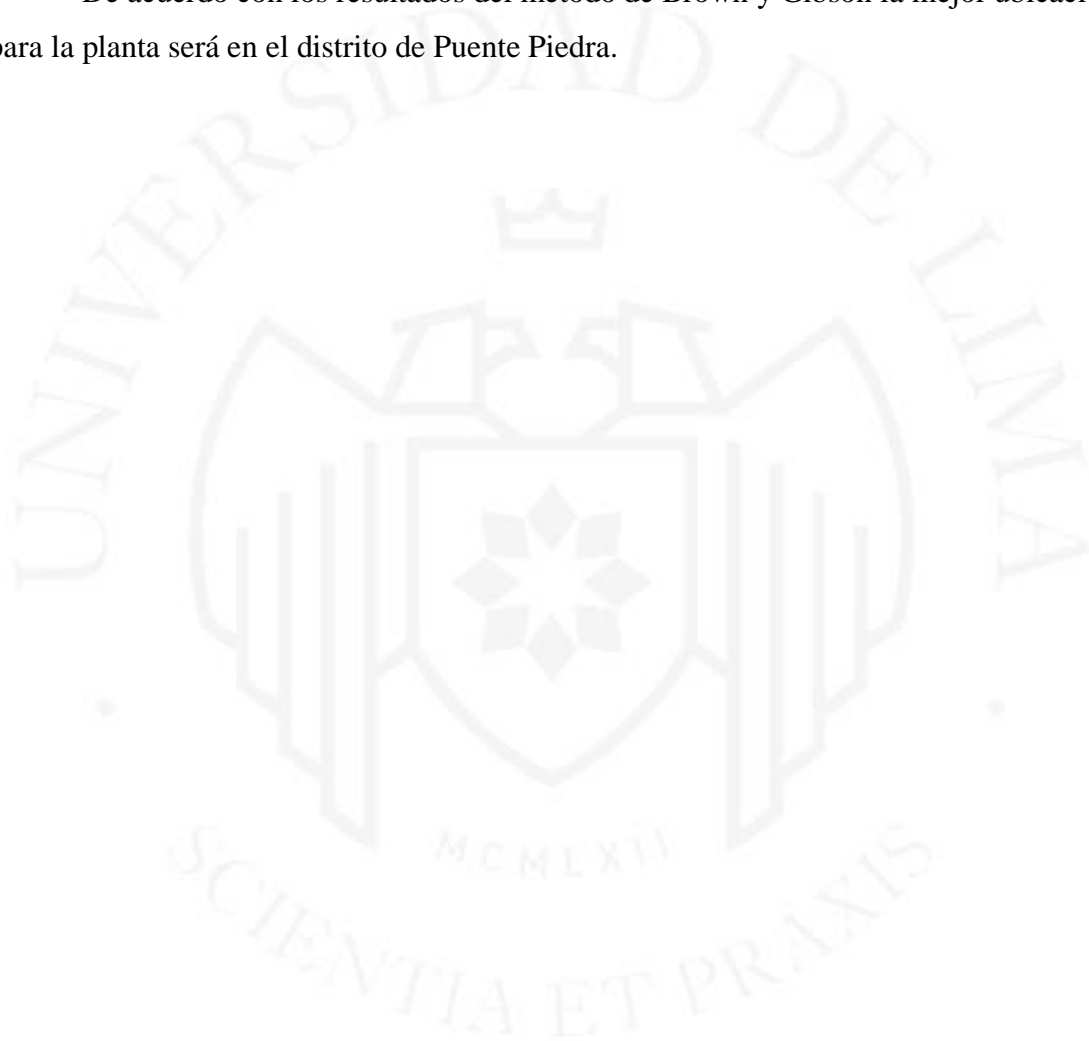 De acuerdo con los resultados del método de Brown y Gibson la mejor
para la planta será en el distrito de Puente Piedra.
UNIVERSIDAD DE LIMA
MCMLXII
SCIENTIA ET PRAXIS